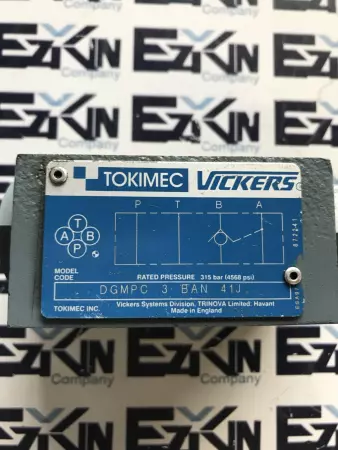 TOKIMEC VICKERS
P T B A
T
A B
P
MODEL
CODE
RATED PRESSURE 315 bar (4568 psi)
DGMPC 3 BAN 41J
TOKIMEC INC.
Vickers Systems Division, TRINOVA Limited. Havant
Made in England
EZKIN
Company